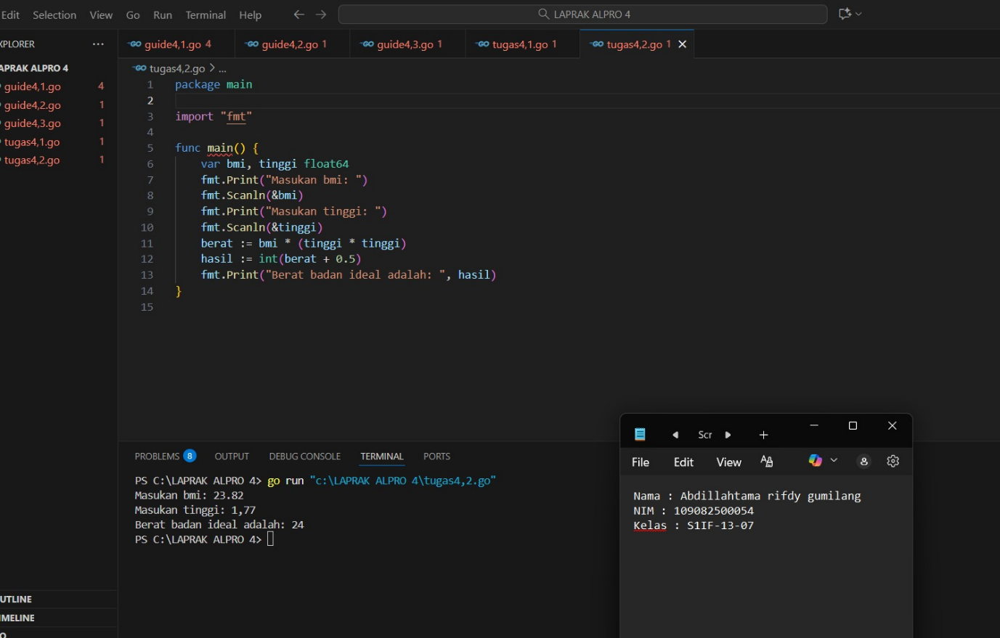 Edit Selection View Go Run Terminal Help LAPRAK ALPRO 4
XPLORER ...
guide4,1.go 4 guide4,2.go 1 guide4,3.go 1 tugas4,1.go 1 tugas4,2.go 1
APRAK ALPRO 4
guide4,1.go 4
guide4,2.go 1
guide4,3.go 1
tugas4,1.go 1
tugas4,2.go 1
tugas4,2.go > ...
1 package main
2
3 import "fmt"
4
5 func main() {
6 var bmi, tinggi float64
7 fmt.Print("Masukan bmi: ")
8 fmt.Scanln(&bmi)
9 fmt.Print("Masukan tinggi: ")
10 fmt.Scanln(&tinggi)
11 berat := bmi * (tinggi * tinggi)
12 hasil := int(berat + 0.5)
13 fmt.Print("Berat badan ideal adalah: ", hasil)
14 }
15
PROBLEMS 8 OUTPUT DEBUG CONSOLE TERMINAL PORTS
PS C:\LAPRAK ALPRO 4> go run "c:\LAPRAK ALPRO 4\tugas4,2.go"
Masukan bmi: 23.82
Masukan tinggi: 1,77
Berat badan ideal adalah: 24
PS C:\LAPRAK ALPRO 4>
UTLINE
IMELINE
O
Scr
File Edit View
Nama : Abdillahtama rifdy gumilang
NIM : 109082500054
Kelas : S1IF-13-07